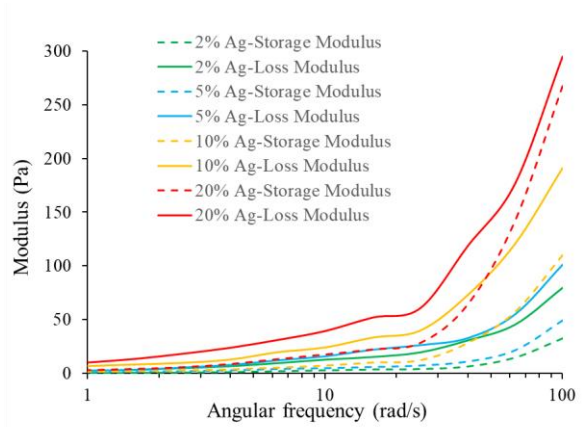 2% Ag-Storage Modulus
300
2% Ag-Loss Modulus
5% Ag-Storage Modulus
250
5% Ag-Loss Modulus
10% Ag-Storage Modulus
200
10% Ag-Loss Modulus
20% Ag-Storage Modulus
150
20% Ag-Loss Modulus
Modulus (Pa)
100
50
0
1 10 100
Angular frequency (rad/s)